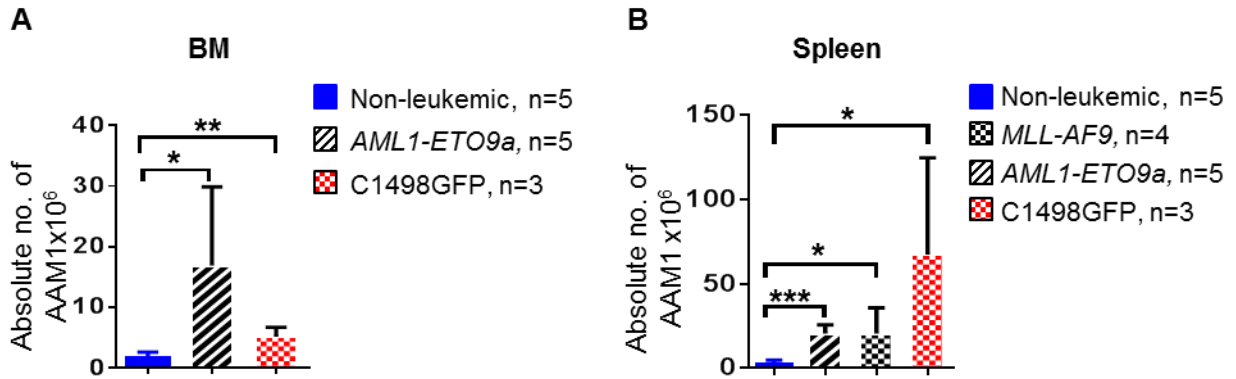 A
BM
Non-leukemic, n=5
AML1-ETO9a, n=5
C1498GFP, n=3
Absolute no. of
AAM1x10⁶
40
30
20
10
0
**
*
B
Spleen
Non-leukemic, n=5
MLL-AF9, n=4
AML1-ETO9a, n=5
C1498GFP, n=3
Absolute no. of
AAM1 x10⁶
150
100
50
0
*
*
***